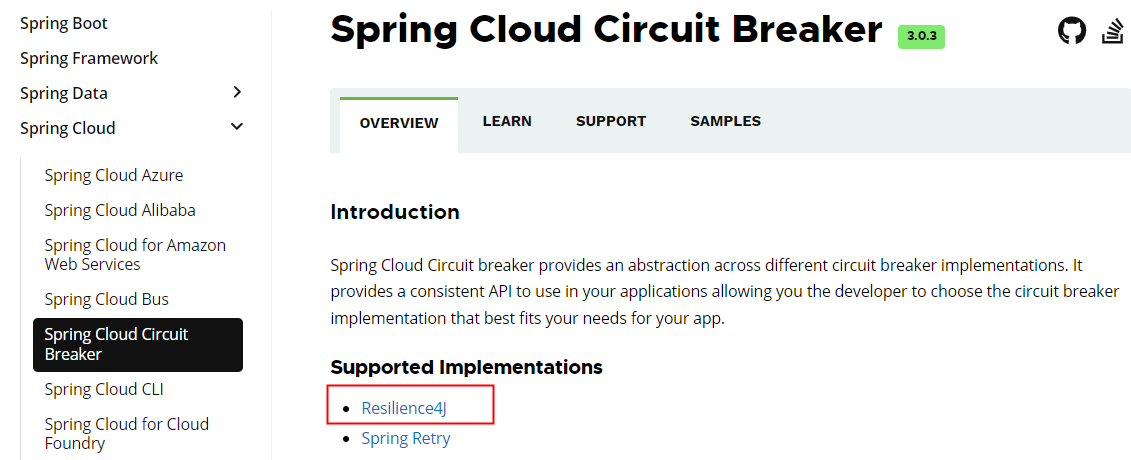 Spring Boot
Spring Framework
Spring Data
Spring Cloud
Spring Cloud Azure
Spring Cloud Alibaba
Spring Cloud for Amazon
Web Services
Spring Cloud Bus
Spring Cloud Circuit
Breaker
Spring Cloud CLI
Spring Cloud for Cloud
Foundry
Spring Cloud Circuit Breaker 3.0.3
OVERVIEW LEARN SUPPORT SAMPLES
Introduction
Spring Cloud Circuit breaker provides an abstraction across different circuit breaker implementations. It
provides a consistent API to use in your applications allowing you the developer to choose the circuit breaker
implementation that best fits your needs for your app.
Supported Implementations
• Resilience4J
• Spring Retry